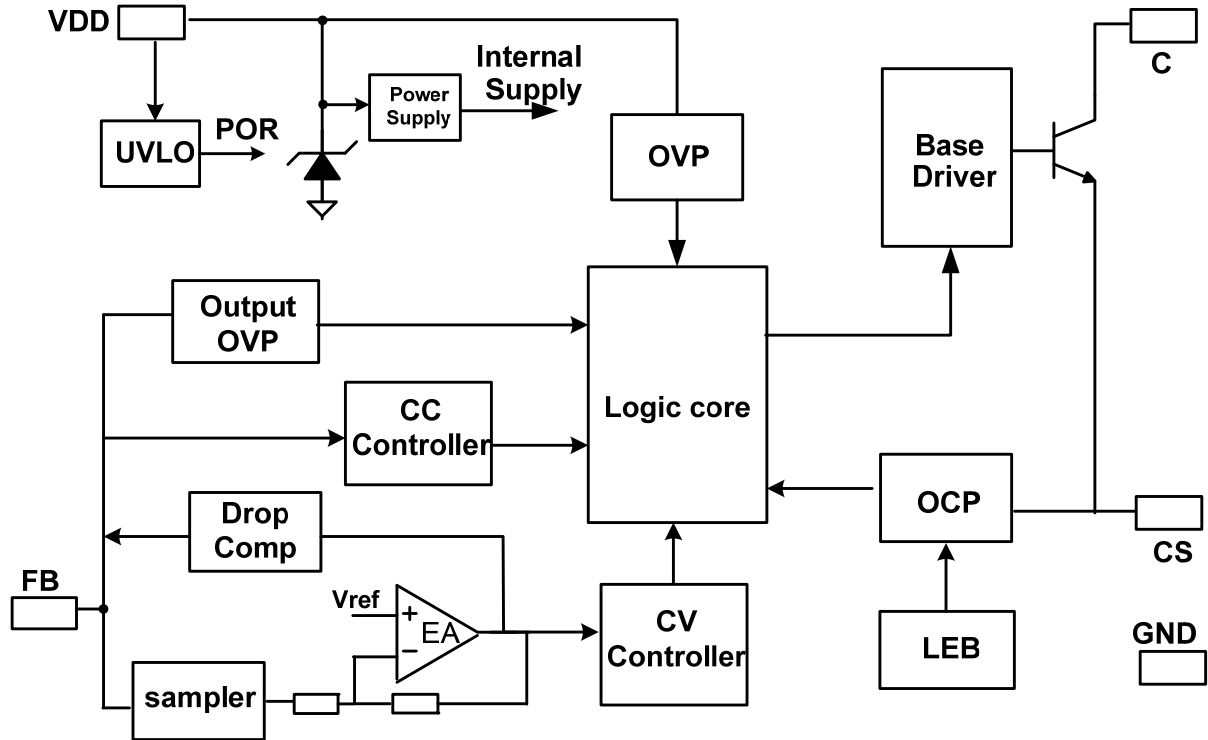 VDD
C
Internal
Supply
Power
Supply
POR
UVLO
OVP
Base
Driver
Output
OVP
CC
Controller
Logic core
OCP
CS
Drop
Comp
FB
Vref
+
EA
−
CV
Controller
LEB
GND
sampler